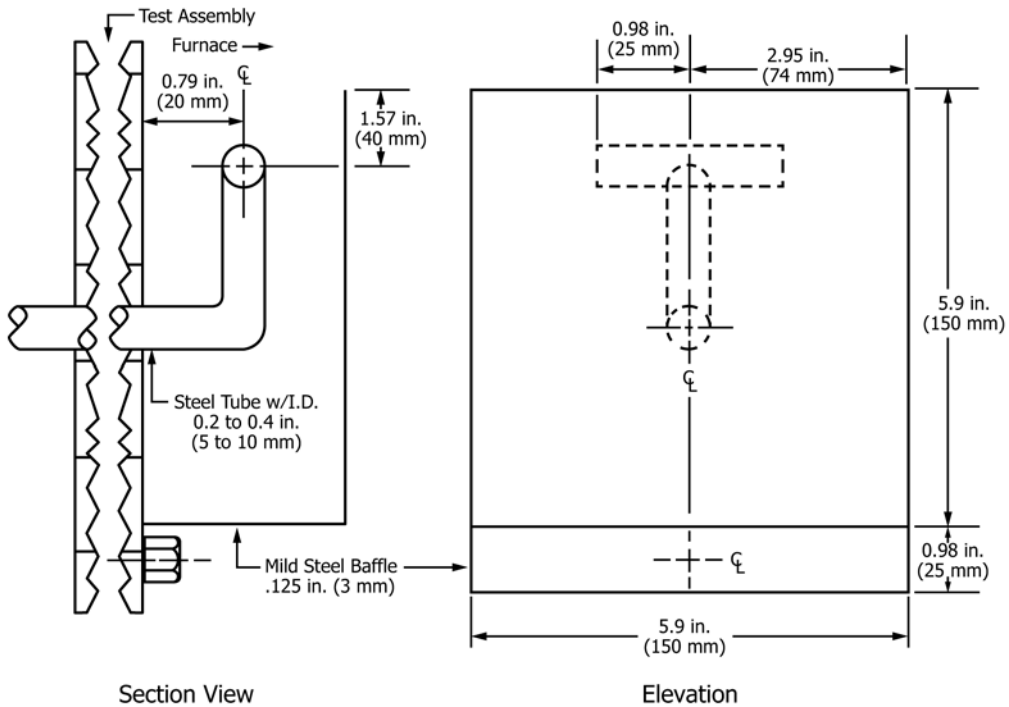 Test Assembly
Furnace
℄
0.79 in.
(20 mm)
1.57 in.
(40 mm)
Steel Tube w/I.D.
0.2 to 0.4 in.
(5 to 10 mm)
Mild Steel Baffle
.125 in. (3 mm)
Section View
0.98 in.
(25 mm)
2.95 in.
(74 mm)
℄
5.9 in.
(150 mm)
℄
0.98 in.
(25 mm)
5.9 in.
(150 mm)
Elevation